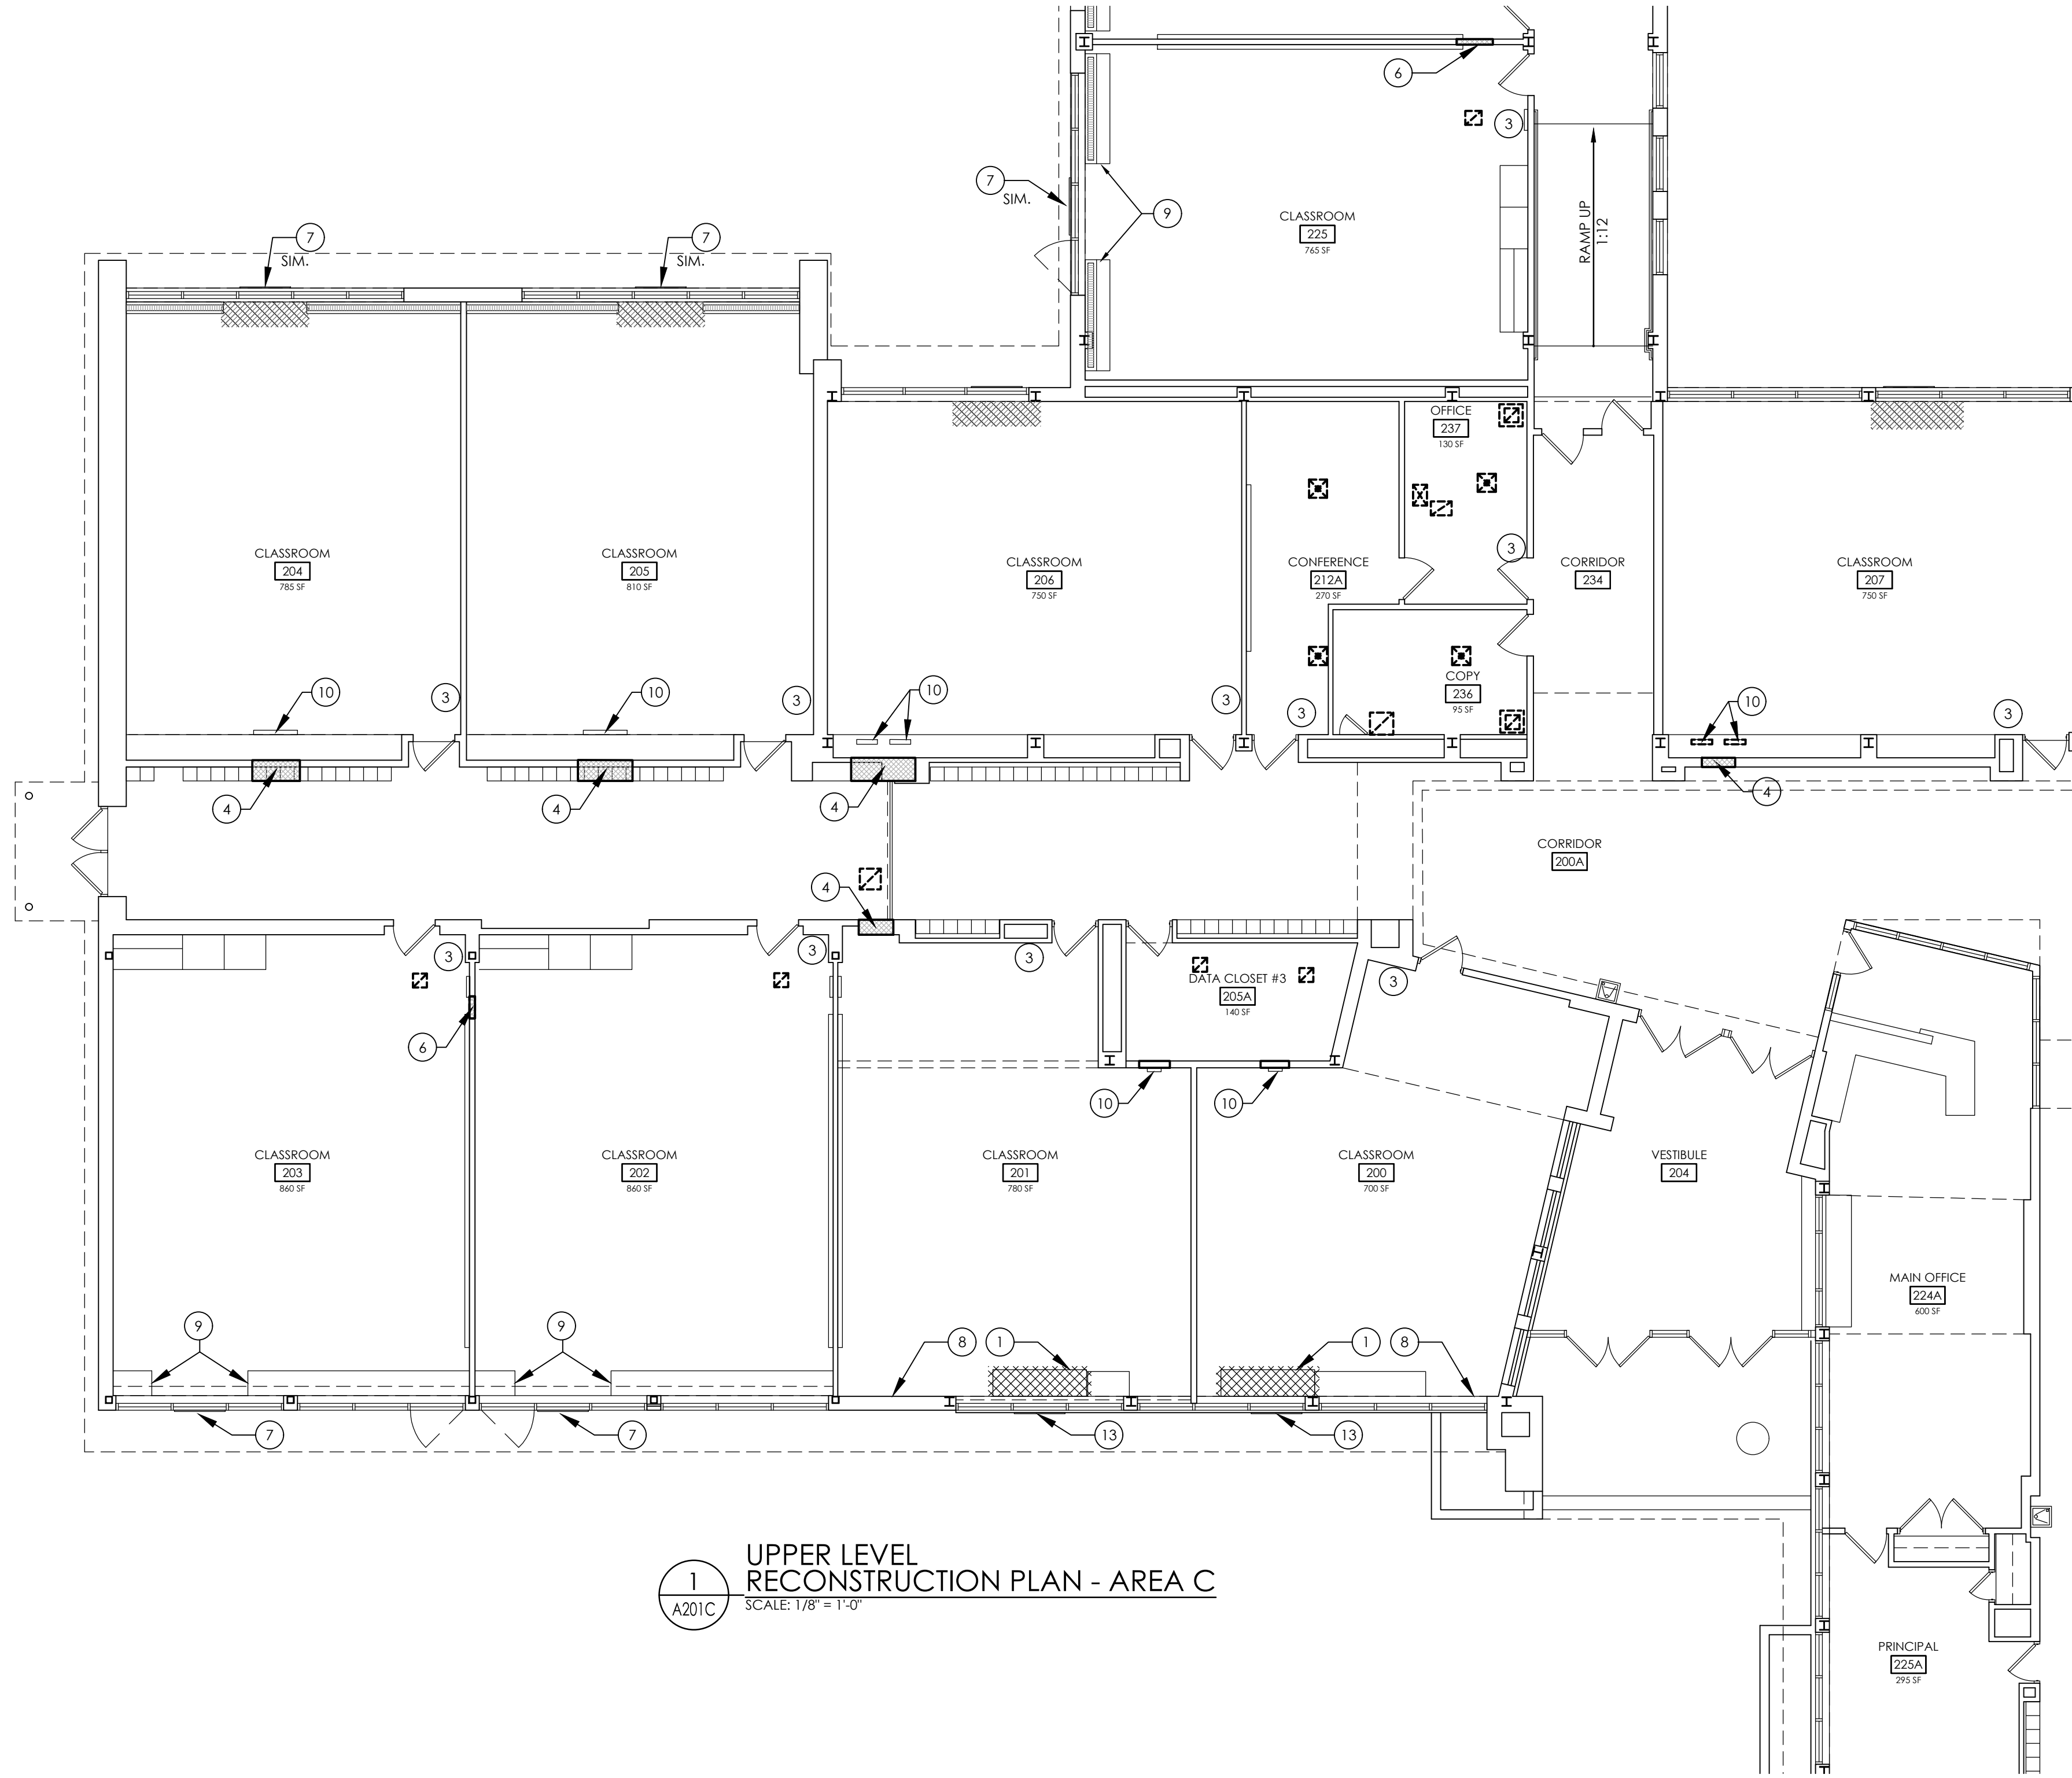 6
3
7
SIM.
9
CLASSROOM
225
765 SF
RAMP UP
1:12
7
SIM.
7
SIM.
OFFICE
237
130 SF
3
CLASSROOM
204
785 SF
CLASSROOM
205
810 SF
CLASSROOM
206
750 SF
CONFERENCE
212A
270 SF
CORRIDOR
234
CLASSROOM
207
750 SF
10
3
10
3
10
3
3
COPY
236
95 SF
10
3
4
4
4
4
CORRIDOR
200A
4
3
3
3
DATA CLOSET #3
205A
140 SF
3
6
10
10
CLASSROOM
203
860 SF
CLASSROOM
202
860 SF
CLASSROOM
201
780 SF
CLASSROOM
200
700 SF
VESTIBULE
204
MAIN OFFICE
224A
600 SF
9
9
8
1
1
8
7
7
13
13
1
A201C
UPPER LEVEL
RECONSTRUCTION PLAN - AREA C
SCALE: 1/8" = 1'-0"
PRINCIPAL
225A
295 SF